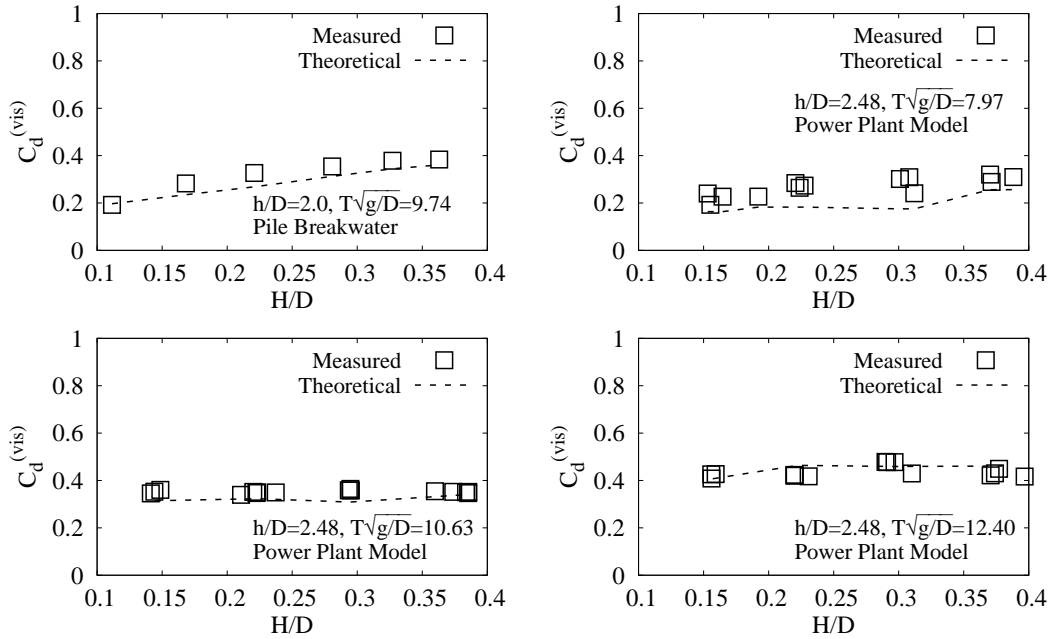 1
0.8
0.6
0.4
0.2
0
C_d^(vis)
Measured
Theoretical
h/D=2.0, T√g/D=9.74
Pile Breakwater
0.1 0.15 0.2 0.25 0.3 0.35 0.4
H/D
1
0.8
0.6
0.4
0.2
0
C_d^(vis)
Measured
Theoretical
h/D=2.48, T√g/D=7.97
Power Plant Model
0.1 0.15 0.2 0.25 0.3 0.35 0.4
H/D
1
0.8
0.6
0.4
0.2
0
C_d^(vis)
Measured
Theoretical
h/D=2.48, T√g/D=10.63
Power Plant Model
0.1 0.15 0.2 0.25 0.3 0.35 0.4
H/D
1
0.8
0.6
0.4
0.2
0
C_d^(vis)
Measured
Theoretical
h/D=2.48, T√g/D=12.40
Power Plant Model
0.1 0.15 0.2 0.25 0.3 0.35 0.4
H/D